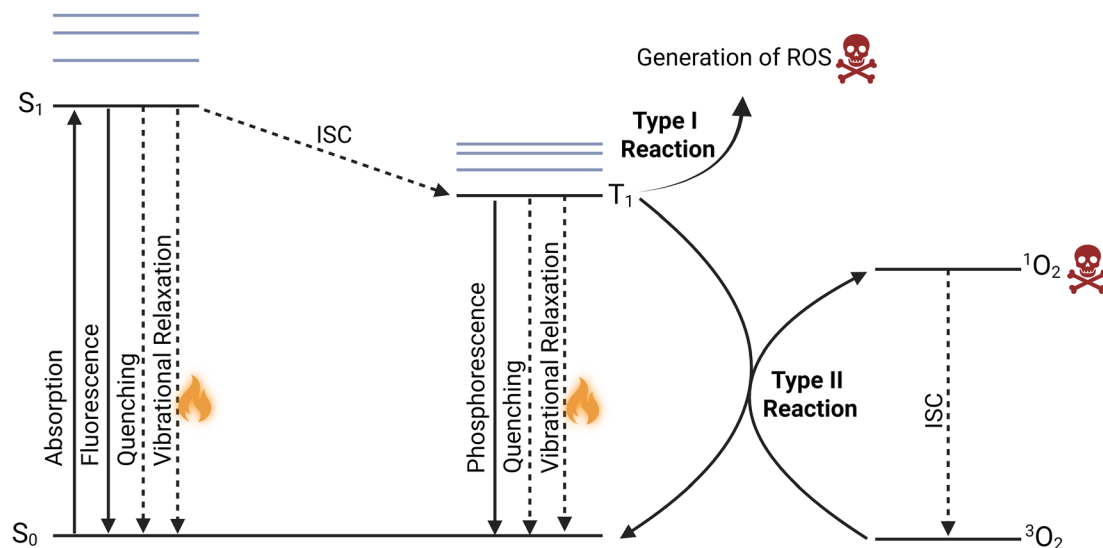 S₁
S₀
Absorption
Fluorescence
Quenching
Vibrational Relaxation
ISC
T₁
Phosphorescence
Quenching
Vibrational Relaxation
Generation of ROS
Type I
Reaction
Type II
Reaction
¹O₂
ISC
³O₂